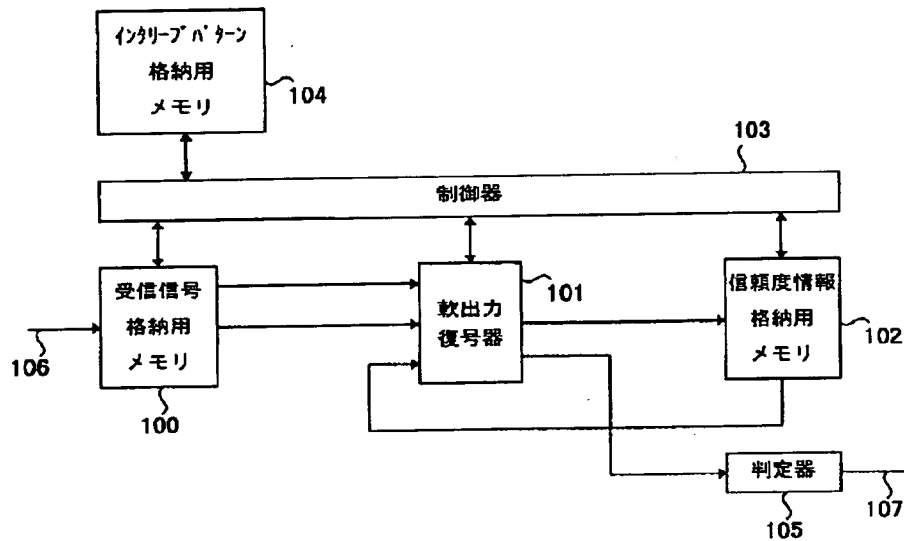 インタリーブパターン
格納用
メモリ
104
103
制御器
受信信号
格納用
メモリ
100
106
101
軟出力
復号器
信頼度情報
格納用
メモリ
102
判定器
105
107